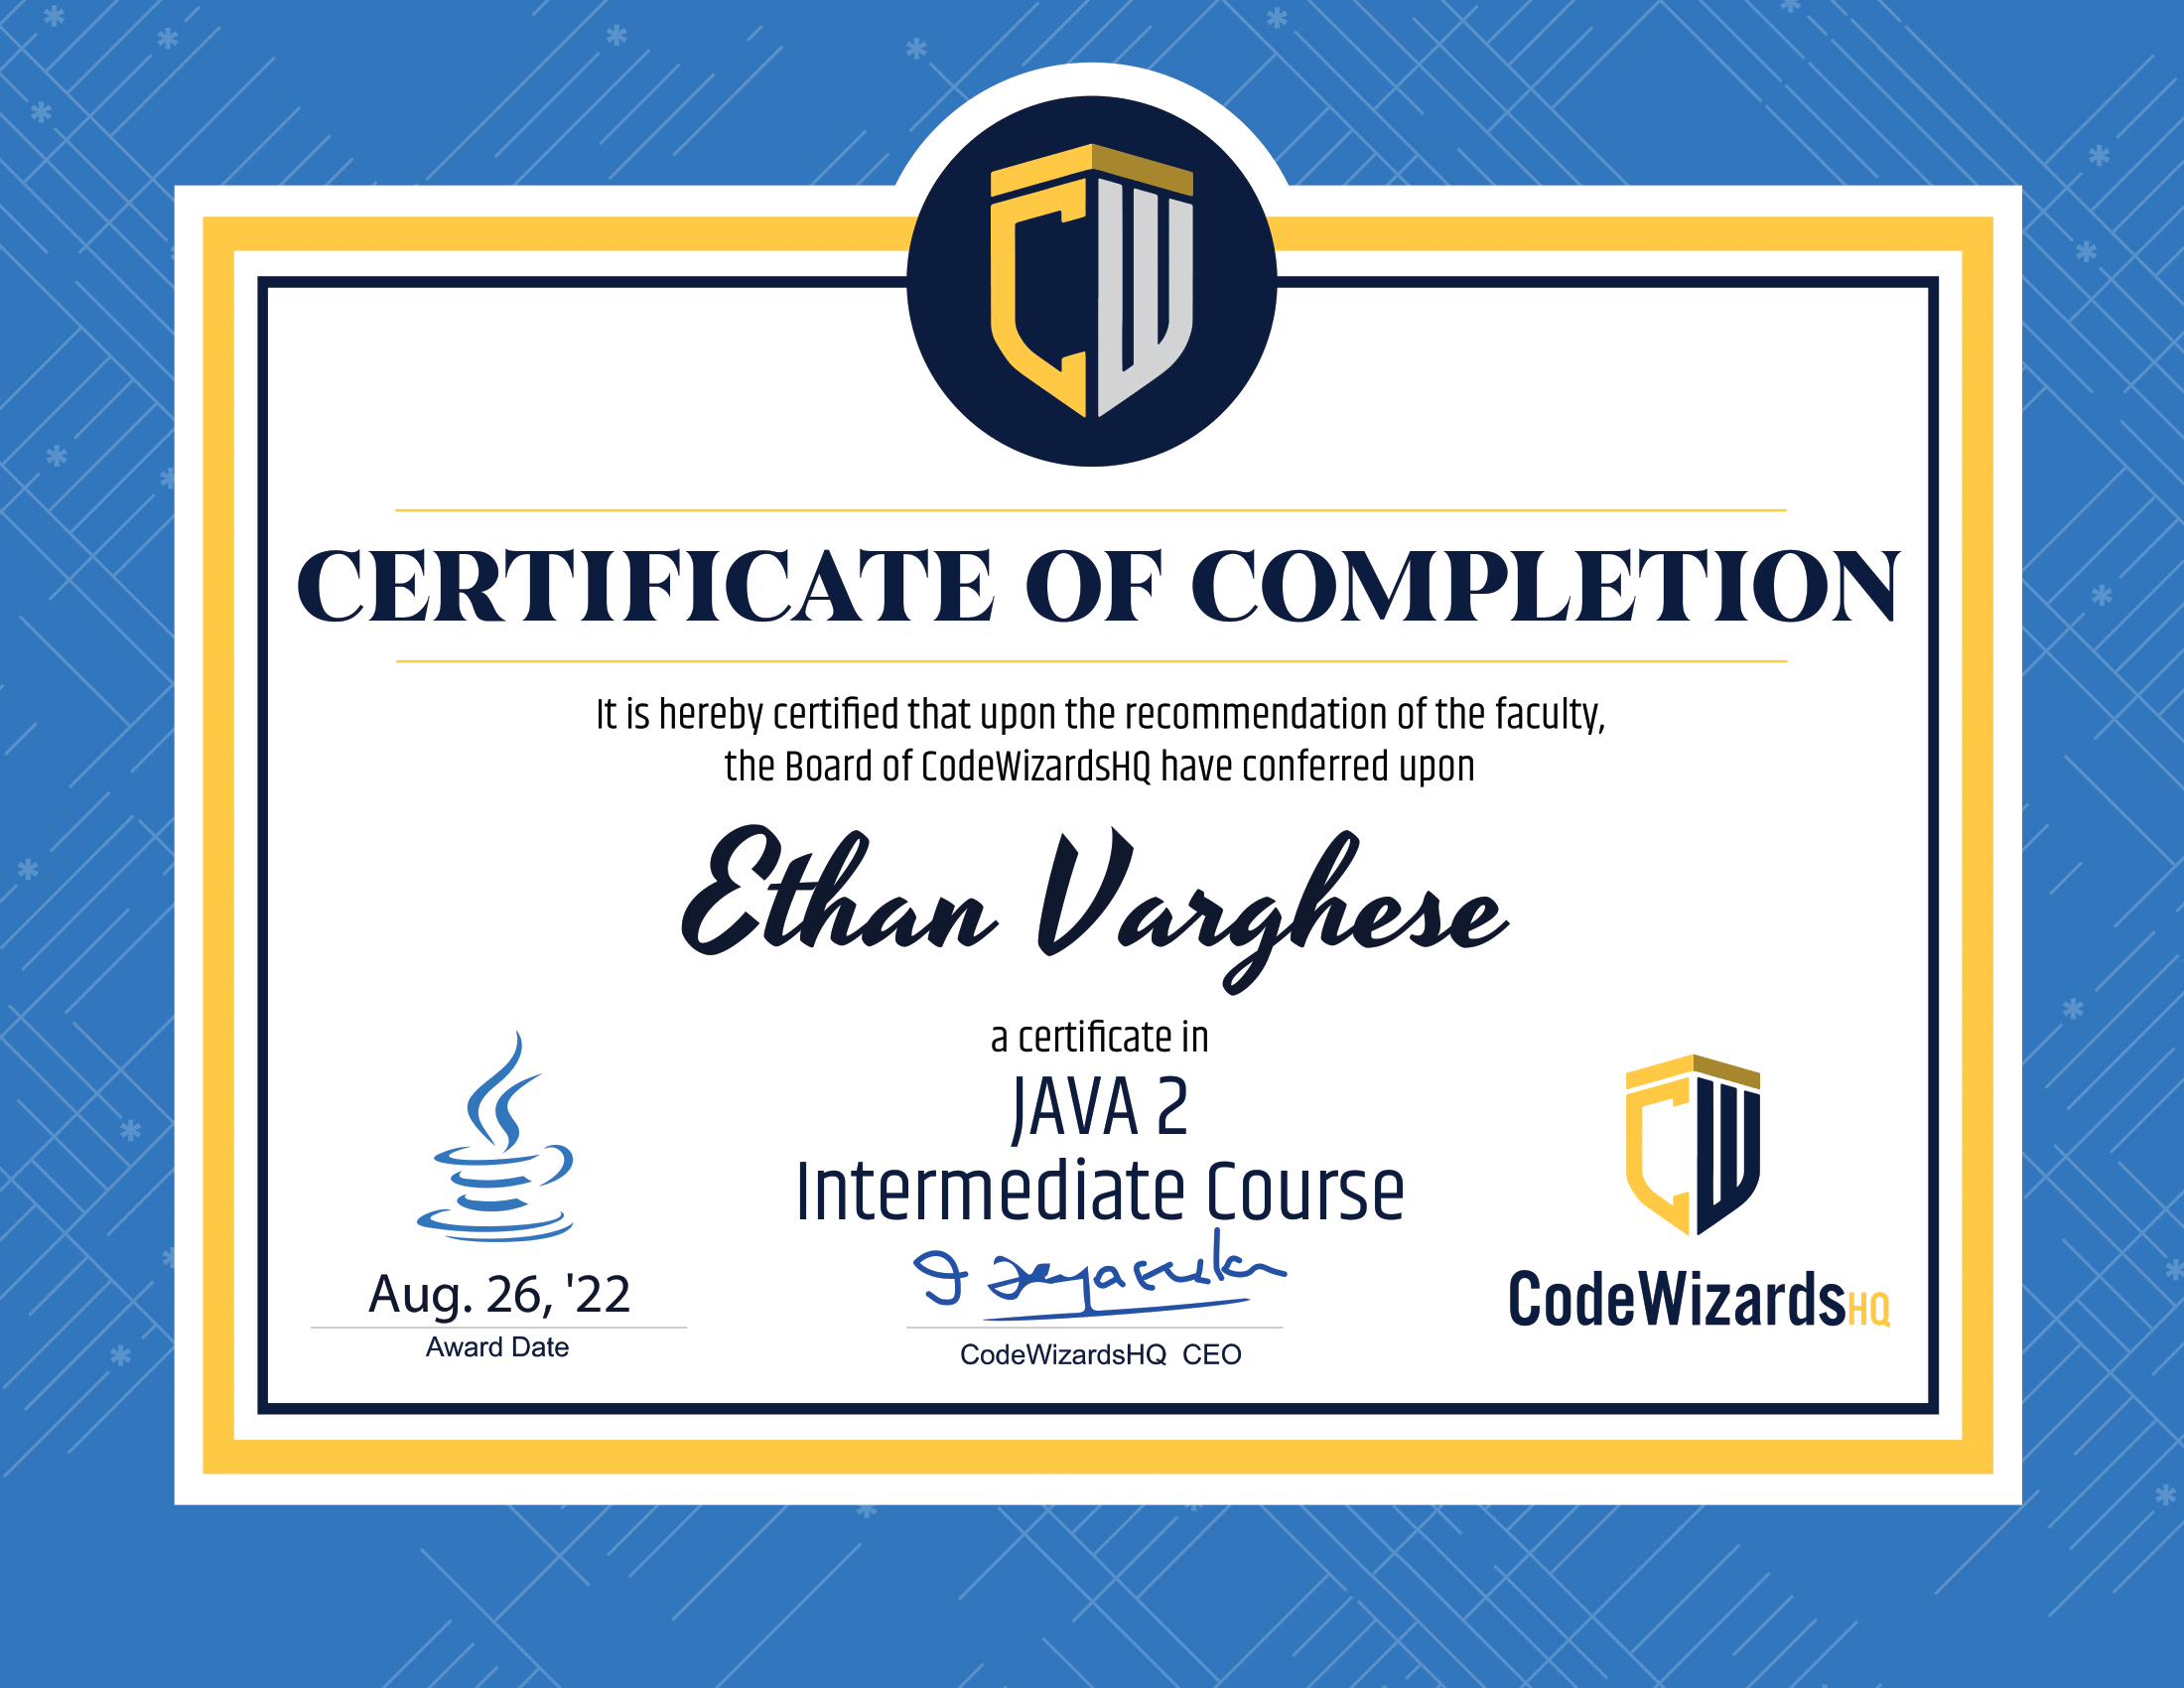 CW
CERTIFICATE OF COMPLETION
It is hereby certified that upon the recommendation of the faculty,
the Board of CodeWizardsHQ have conferred upon
Ethan Varghese
a certificate in
JAVA 2
Intermediate Course
CW
CodeWizardsHQ
Aug. 26, '22
Award Date
CodeWizardsHQ CEO